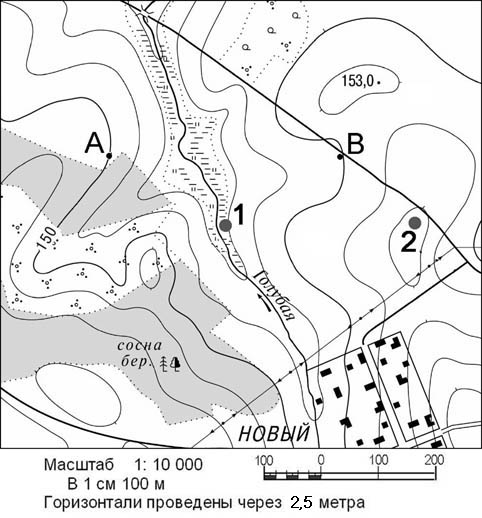 153,0
А
В
1
2
150
Голубая
сосна
бер.
НОВЫЙ
Масштаб 1: 10 000
В 1 см 100 м
100 0 100 200
Горизонтали проведены через 2,5 метра